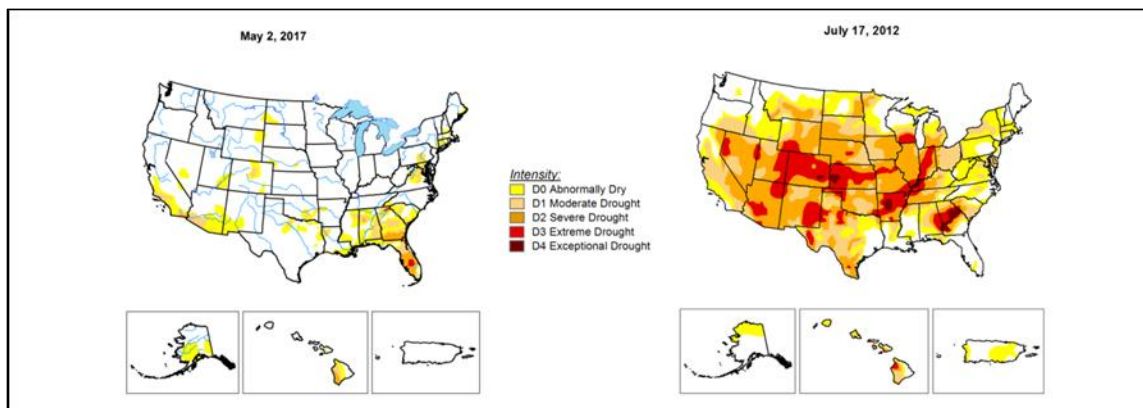 May 2, 2017
July 17, 2012
Intensity:
D0 Abnormally Dry
D1 Moderate Drought
D2 Severe Drought
D3 Extreme Drought
D4 Exceptional Drought